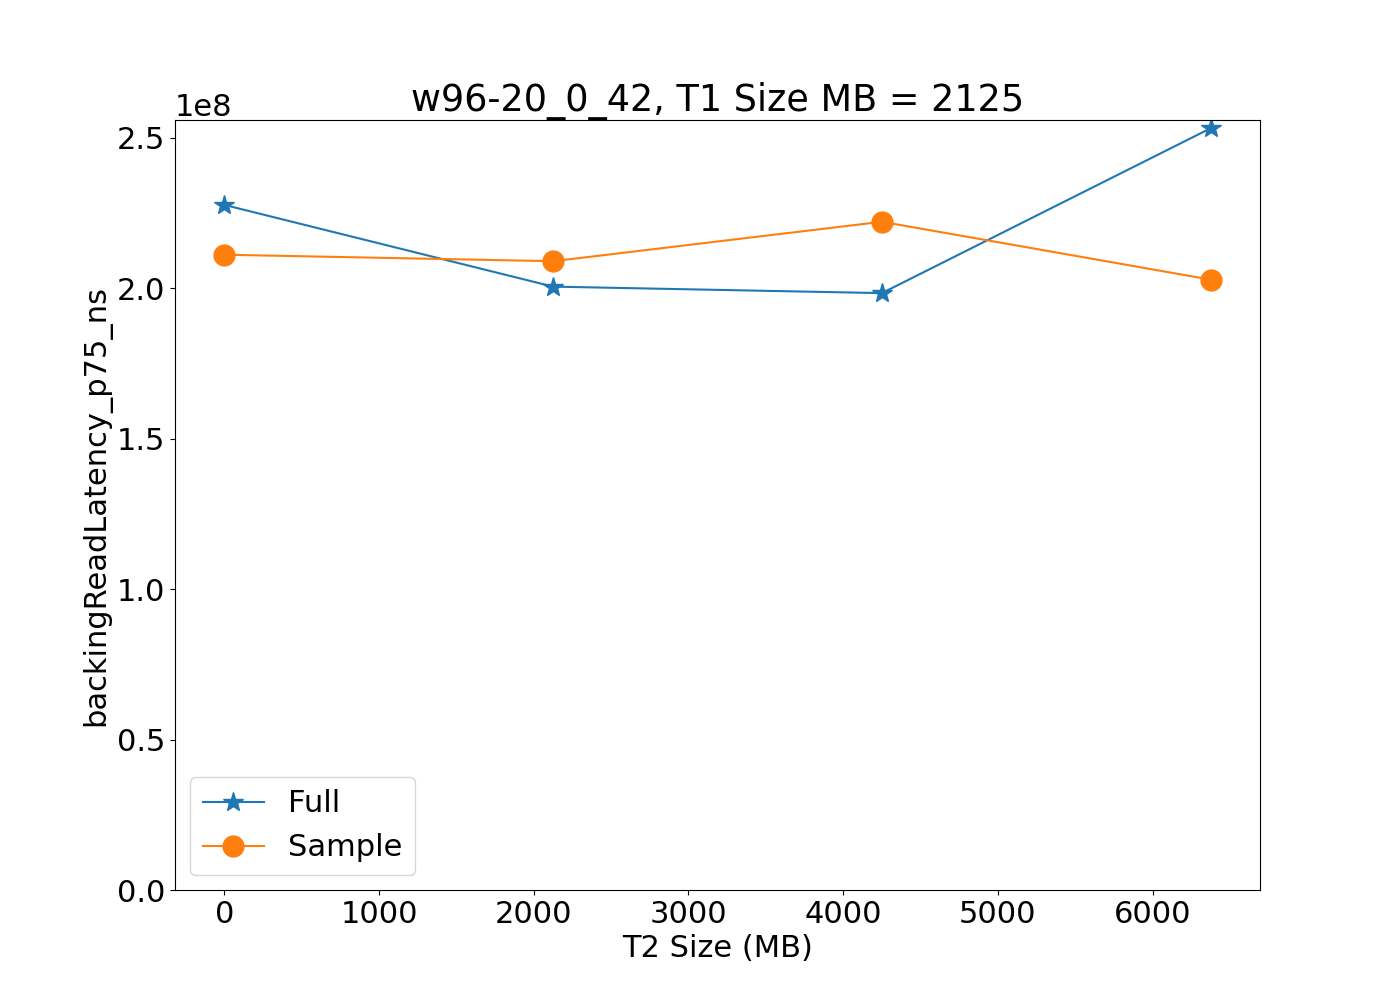 w96-20_0_42, T1 Size MB = 2125
1e8
2.5
2.0
1.5
1.0
0.5
0.0
backingReadLatency_p75_ns
Full
Sample
0 1000 2000 3000 4000 5000 6000
T2 Size (MB)